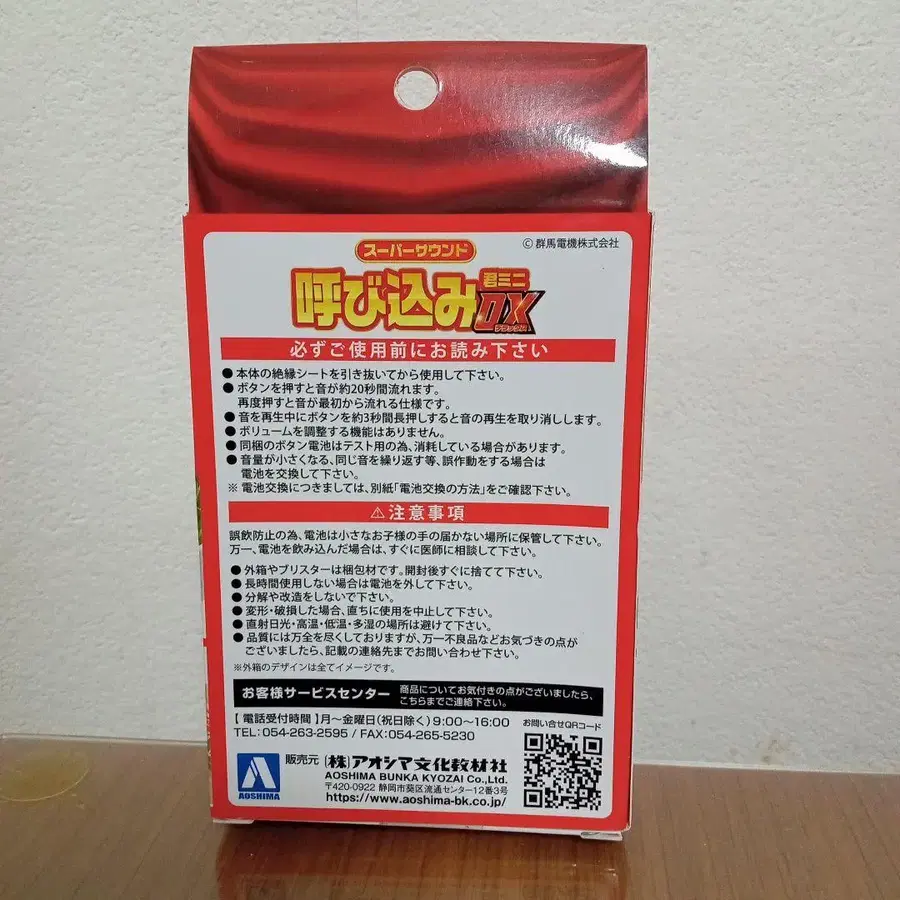 スーパーサウンド
© 群馬電機株式会社
呼び込み君ミニDX
デラックス
必ずご使用前にお読み下さい
●本体の絶縁シートを引き抜いてから使用して下さい。
●ボタンを押すと音が約20秒間流れます。
再度押すと音が最初から流れる仕様です。
●音を再生中にボタンを約3秒間長押しすると音の再生を取り消しします。
●ボリュームを調整する機能はありません。
●同梱のボタン電池はテスト用の為、消耗している場合があります。
●音量が小さくなる、同じ音を繰り返す等、誤作動をする場合は
電池を交換して下さい。
※ 電池交換につきましては、別紙「電池交換の方法」をご確認下さい。
⚠注意事項
誤飲防止の為、電池は小さなお子様の手の届かない場所に保管して下さい。
万一、電池を飲み込んだ場合は、すぐに医師に相談して下さい。
●外箱やブリスターは梱包材です。開封後すぐに捨てて下さい。
●長時間使用しない場合は電池を外して下さい。
●分解や改造をしないで下さい。
●変形・破損した場合、直ちに使用を中止して下さい。
●直射日光・高温・低温・多湿の場所は避けて下さい。
●品質には万全を尽くしておりますが、万一不良品などお気づきの点が
ございましたら、記載の連絡先までお問い合わせ下さい。
※外箱のデザインは全てイメージです。
お客様サービスセンター
商品についてお気付きの点がございましたら、
こちらまでご連絡下さい。
【 電話受付時間 】月〜金曜日(祝日除く)9:00〜16:00
TEL:054-263-2595 / FAX:054-265-5230
お問い合せQRコード
AOSHIMA
販売元 (株)アオシマ文化教材社
AOSHIMA BUNKA KYOZAI Co.,Ltd.
〒420-0922 静岡市葵区流通センター12番3号
https://www.aoshima-bk.co.jp/